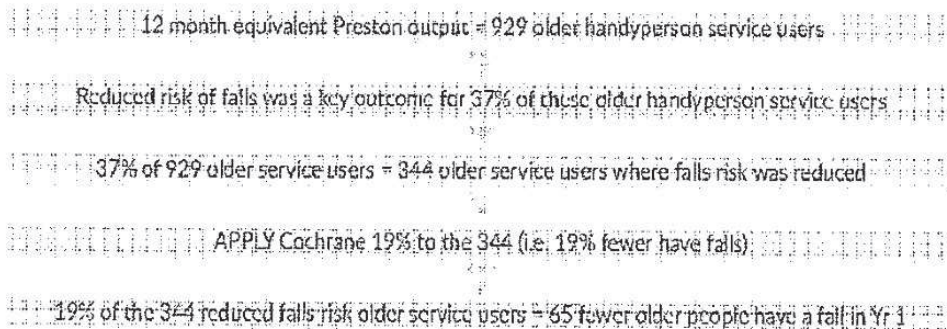 12 month equivalent Preston output = 929 older handyperson service users
Reduced risk of falls was a key outcome for 37% of these older handyperson service users
37% of 929 older service users = 344 older service users where falls risk was reduced
APPLY Cochrane 19% to the 344 (i.e. 19% fewer have falls)
19% of the 344 reduced falls risk older service users = 65 fewer older people have a fall in Yr 1